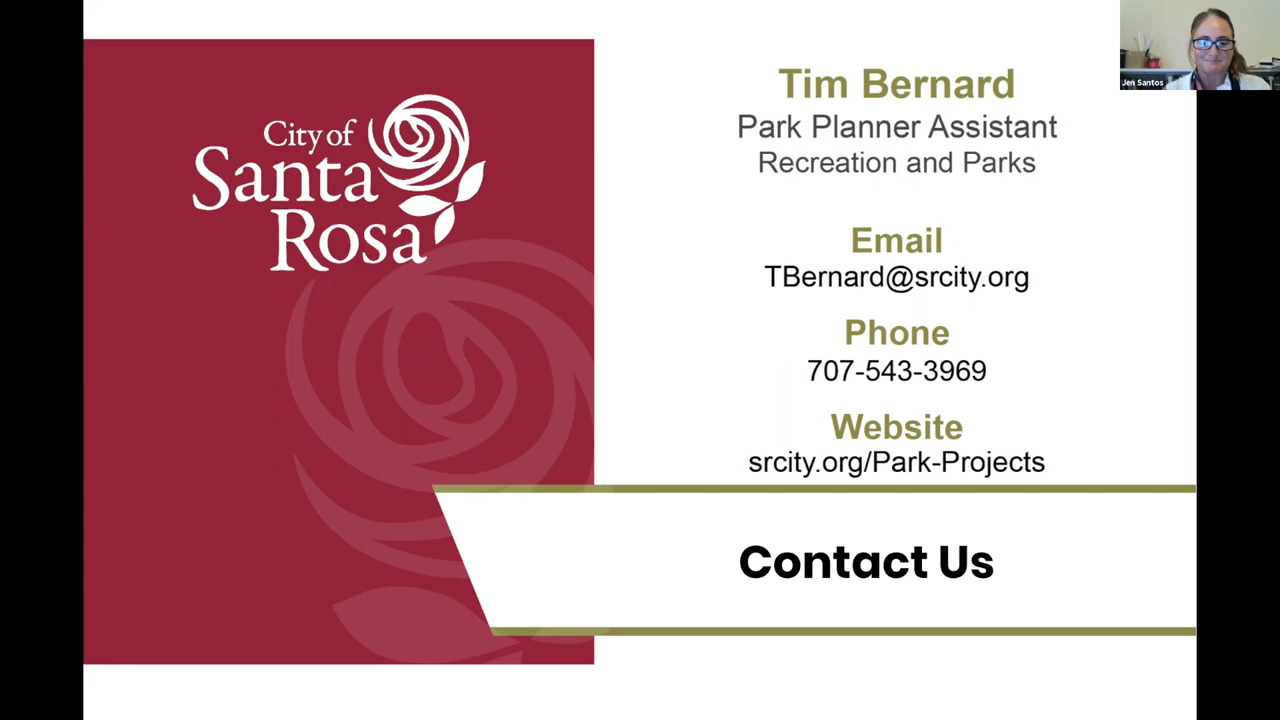 City of
Santa
Rosa
Tim Bernard
Park Planner Assistant
Recreation and Parks
Email
TBernard@srcity.org
Phone
707-543-3969
Website
srcity.org/Park-Projects
Contact Us
Jen Santos